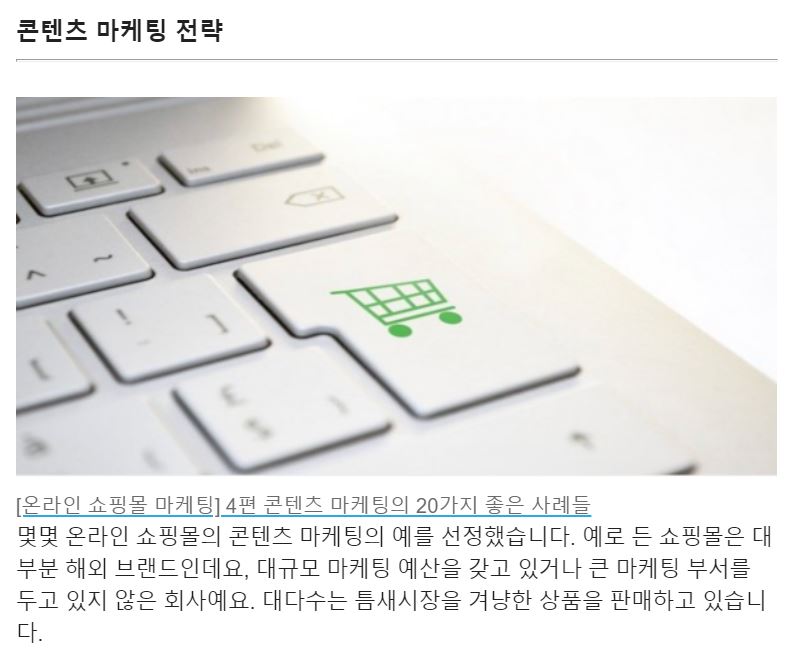 콘텐츠 마케팅 전략
Del
Ins
[온라인 쇼핑몰 마케팅] 4편 콘텐츠 마케팅의 20가지 좋은 사례들
몇몇 온라인 쇼핑몰의 콘텐츠 마케팅의 예를 선정했습니다. 예로 든 쇼핑몰은 대
부분 해외 브랜드인데요, 대규모 마케팅 예산을 갖고 있거나 큰 마케팅 부서를
두고 있지 않은 회사예요. 대다수는 틈새시장을 겨냥한 상품을 판매하고 있습니
다.